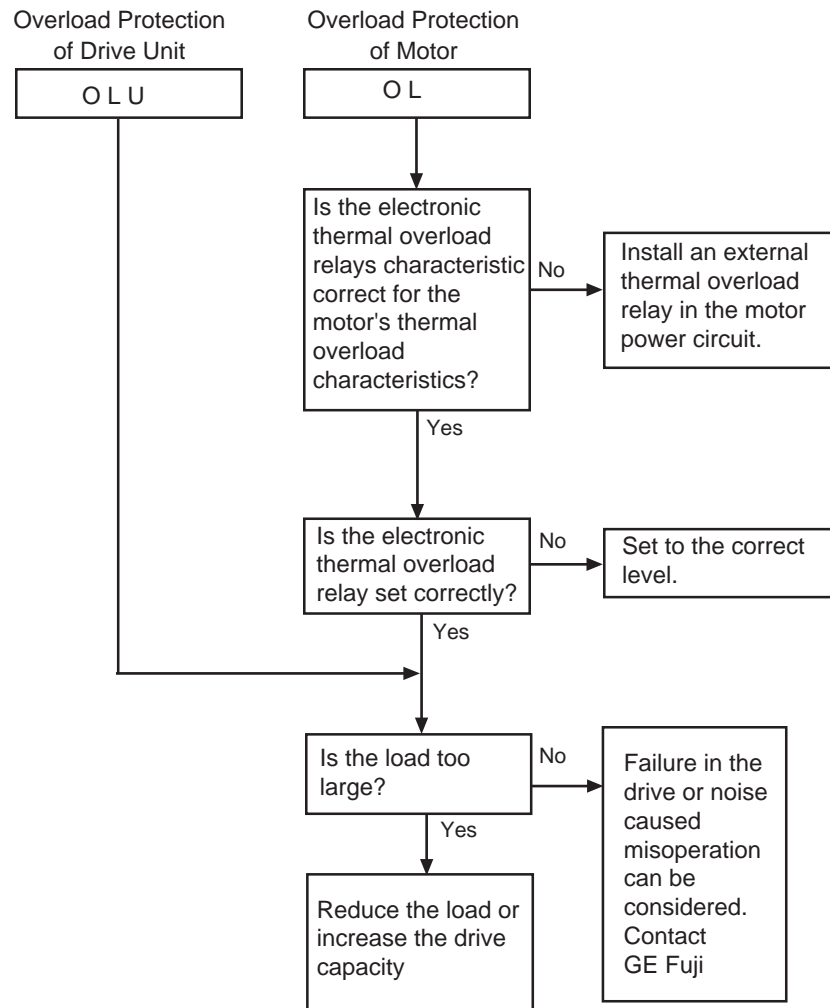 Overload Protection
of Drive Unit
Overload Protection
of Motor
O L U
O L
Is the electronic
thermal overload
relays characteristic
correct for the
motor's thermal
overload
characteristics?
No
Install an external
thermal overload
relay in the motor
power circuit.
Yes
Is the electronic
thermal overload
relay set correctly?
No
Set to the correct
level.
Yes
Is the load too
large?
No
Failure in the
drive or noise
caused
misoperation
can be
considered.
Contact
GE Fuji
Yes
Reduce the load or
increase the drive
capacity